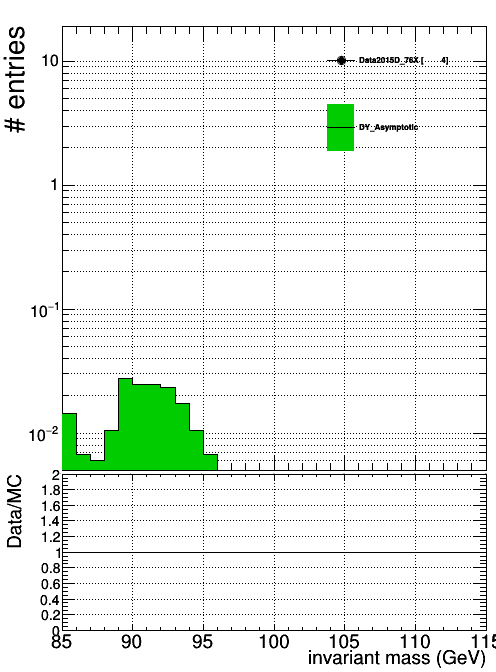 # entries
10
Data2015D_76X [ 4]
DY_Asymptotic
1
10−1
10−2
Data/MC
2
1.8
1.6
1.4
1.2
1
0.8
0.6
0.4
0.2
0
85 90 95 100 105 110 115
invariant mass (GeV)